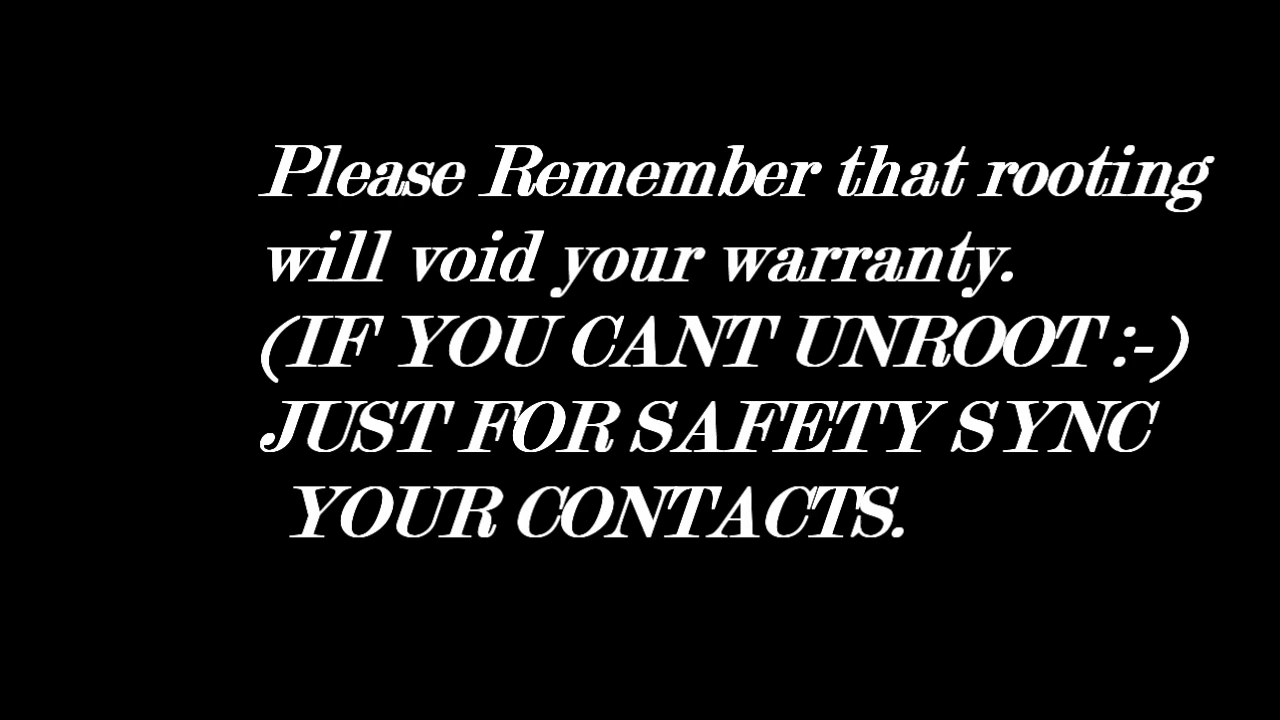 Please Remember that rooting
will void your warranty.
(IF YOU CANT UNROOT :-)
JUST FOR SAFETY SYNC
YOUR CONTACTS.